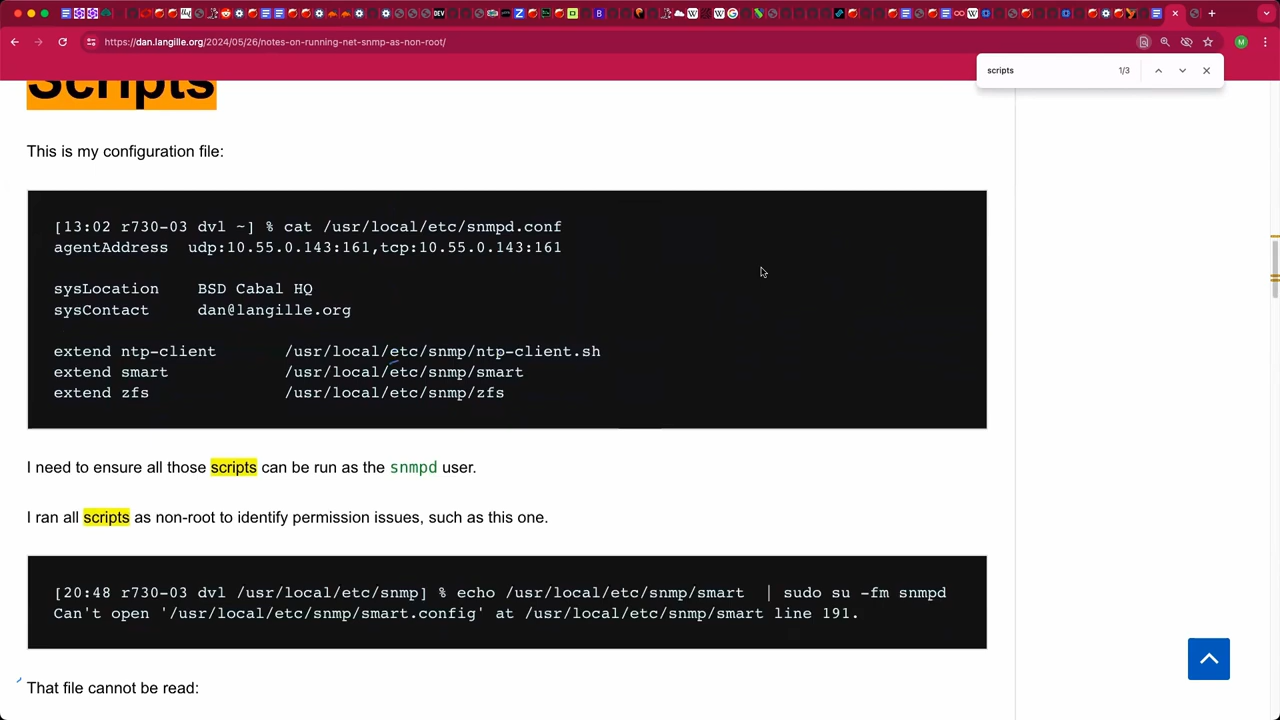 https://dan.langille.org/2024/05/26/notes-on-running-net-snmp-as-non-root/
scripts 1/3
Scripts
This is my configuration file:
[13:02 r730-03 dvl ~] % cat /usr/local/etc/snmpd.conf
agentAddress udp:10.55.0.143:161,tcp:10.55.0.143:161
sysLocation BSD Cabal HQ
sysContact dan@langille.org
extend ntp-client /usr/local/etc/snmp/ntp-client.sh
extend smart /usr/local/etc/snmp/smart
extend zfs /usr/local/etc/snmp/zfs
I need to ensure all those scripts can be run as the snmpd user.
I ran all scripts as non-root to identify permission issues, such as this one.
[20:48 r730-03 dvl /usr/local/etc/snmp] % echo /usr/local/etc/snmp/smart | sudo su -fm snmpd
Can't open '/usr/local/etc/snmp/smart.config' at /usr/local/etc/snmp/smart line 191.
That file cannot be read: